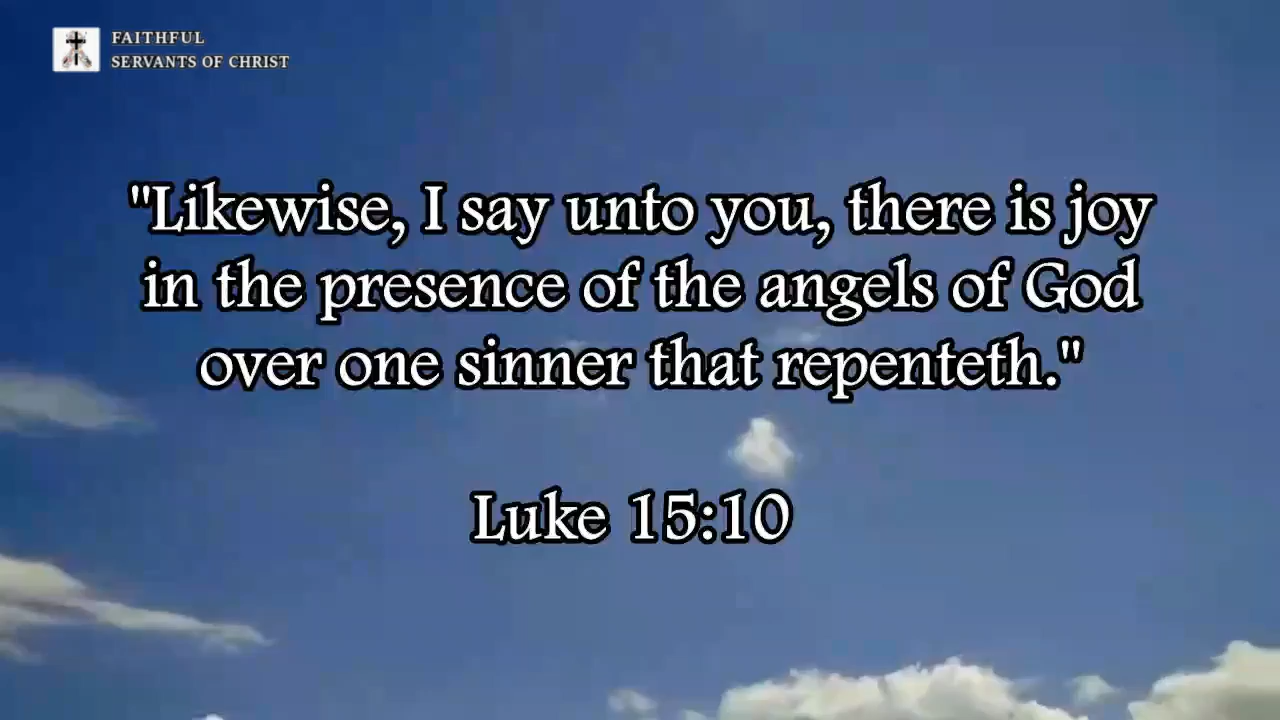 FAITHFUL
SERVANTS OF CHRIST
"Likewise, I say unto you, there is joy
in the presence of the angels of God
over one sinner that repenteth."
Luke 15:10